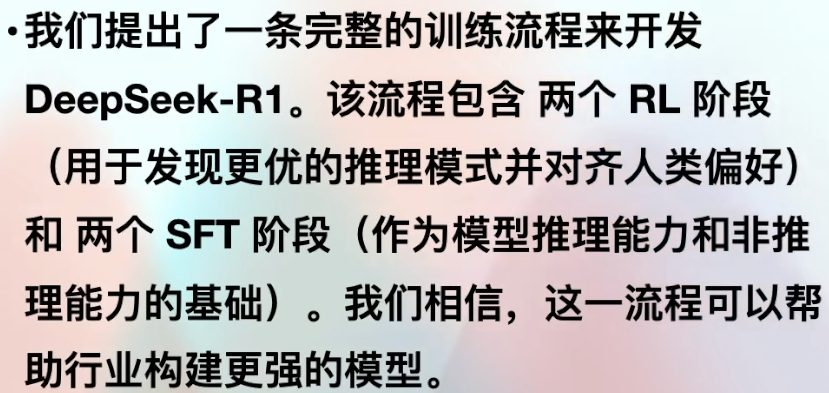 •我们提出了一条完整的训练流程来开发
DeepSeek-R1。该流程包含 两个 RL 阶段
（用于发现更优的推理模式并对齐人类偏好）
和 两个 SFT 阶段（作为模型推理能力和非推
理能力的基础）。我们相信，这一流程可以帮
助行业构建更强的模型。